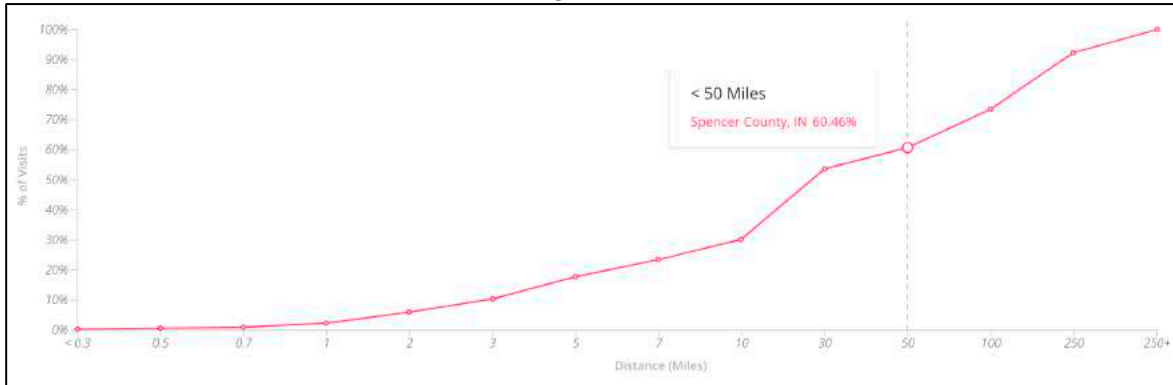 100%
90%
80%
70%
60%
50%
40%
30%
20%
10%
0%
% of Visits
< 50 Miles
Spencer County, IN 60.46%
< 0.3 0.5 0.7 1 2 3 5 7 10 30 50 100 250 250+
Distance (Miles)